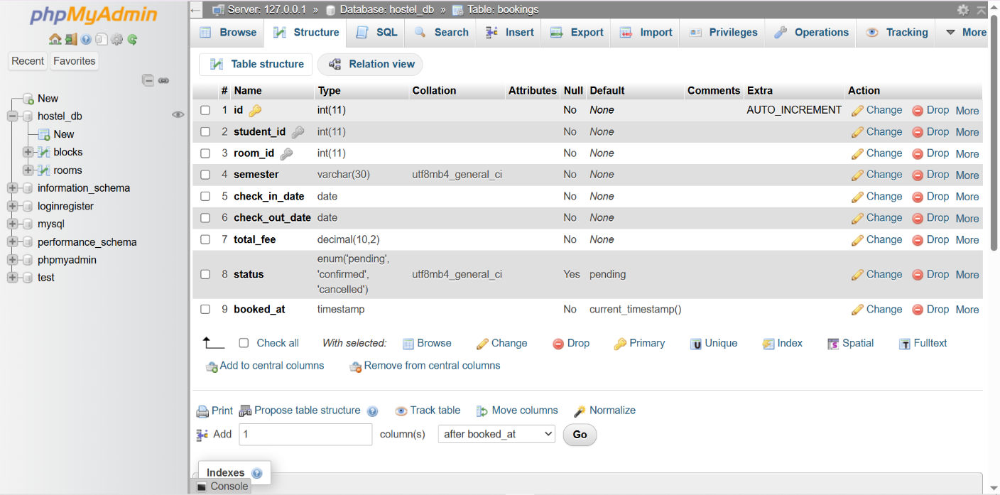 phpMyAdmin
Recent Favorites
New
hostel_db
New
blocks
rooms
information_schema
loginregister
mysql
performance_schema
phpmyadmin
test
Server: 127.0.0.1 » Database: hostel_db » Table: bookings
Browse Structure SQL Search Insert Export Import Privileges Operations Tracking More
Table structure Relation view
# Name Type Collation Attributes Null Default Comments Extra Action
1 id int(11) No None AUTO_INCREMENT Change Drop More
2 student_id int(11) No None Change Drop More
3 room_id int(11) No None Change Drop More
4 semester varchar(30) utf8mb4_general_ci No None Change Drop More
5 check_in_date date No None Change Drop More
6 check_out_date date No None Change Drop More
7 total_fee decimal(10,2) No None Change Drop More
enum('pending',
8 status 'confirmed', utf8mb4_general_ci Yes pending Change Drop More
'cancelled')
9 booked_at timestamp No current_timestamp() Change Drop More
Check all With selected: Browse Change Drop Primary U Unique Index S Spatial T Fulltext
Add to central columns Remove from central columns
Print Propose table structure Track table Move columns Normalize
Add 1 column(s) after booked_at Go
Indexes
Console